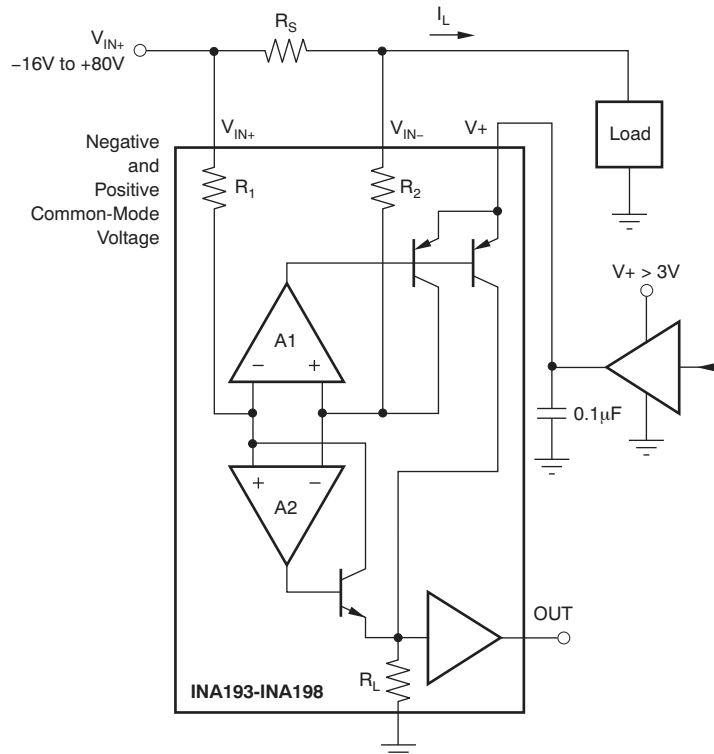 R_S
I_L
V_IN+
−16V to +80V
V_IN+
V_IN−
V+
Load
Negative
and
Positive
Common-Mode
Voltage
R_1
R_2
V+ > 3V
A1
−
+
0.1μF
+
−
A2
OUT
R_L
INA193-INA198